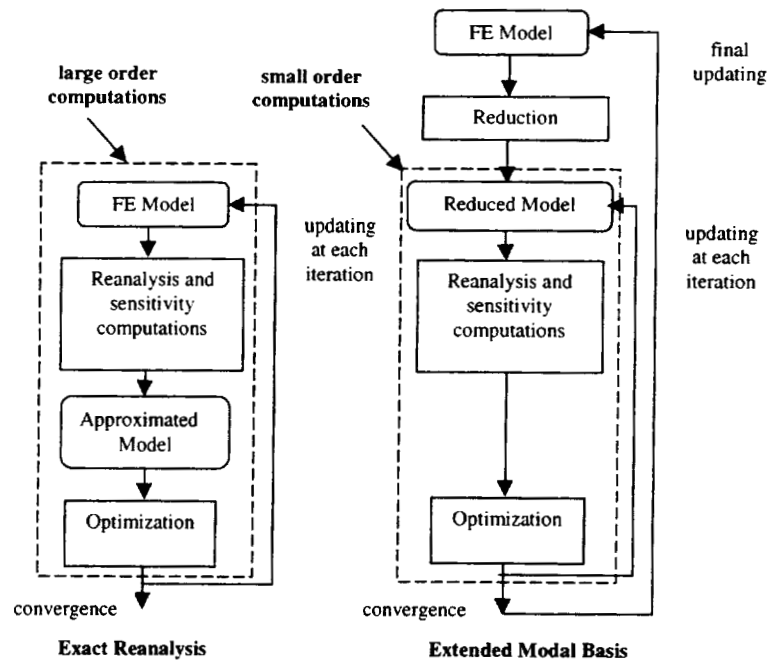 large order
computations
FE Model
updating
at each
iteration
Reanalysis and
sensitivity
computations
Approximated
Model
Optimization
convergence
Exact Reanalysis
small order
computations
FE Model
final
updating
Reduction
Reduced Model
updating
at each
iteration
Reanalysis and
sensitivity
computations
Optimization
convergence
Extended Modal Basis